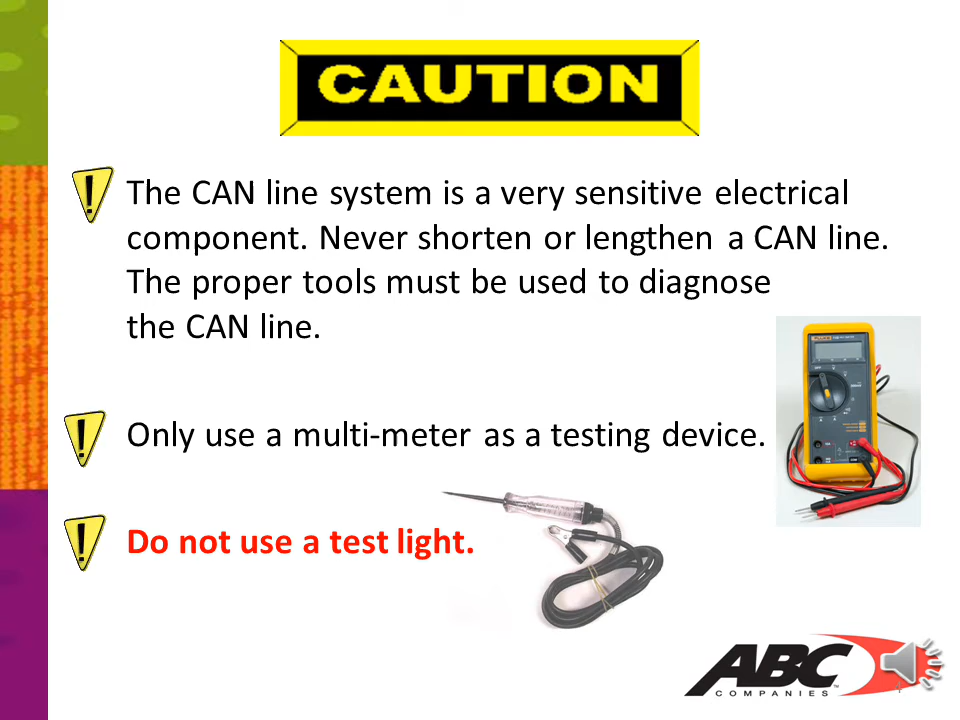 CAUTION
The CAN line system is a very sensitive electrical
component. Never shorten or lengthen a CAN line.
The proper tools must be used to diagnose
the CAN line.
Only use a multi-meter as a testing device.
Do not use a test light.
ABC
COMPANIES™